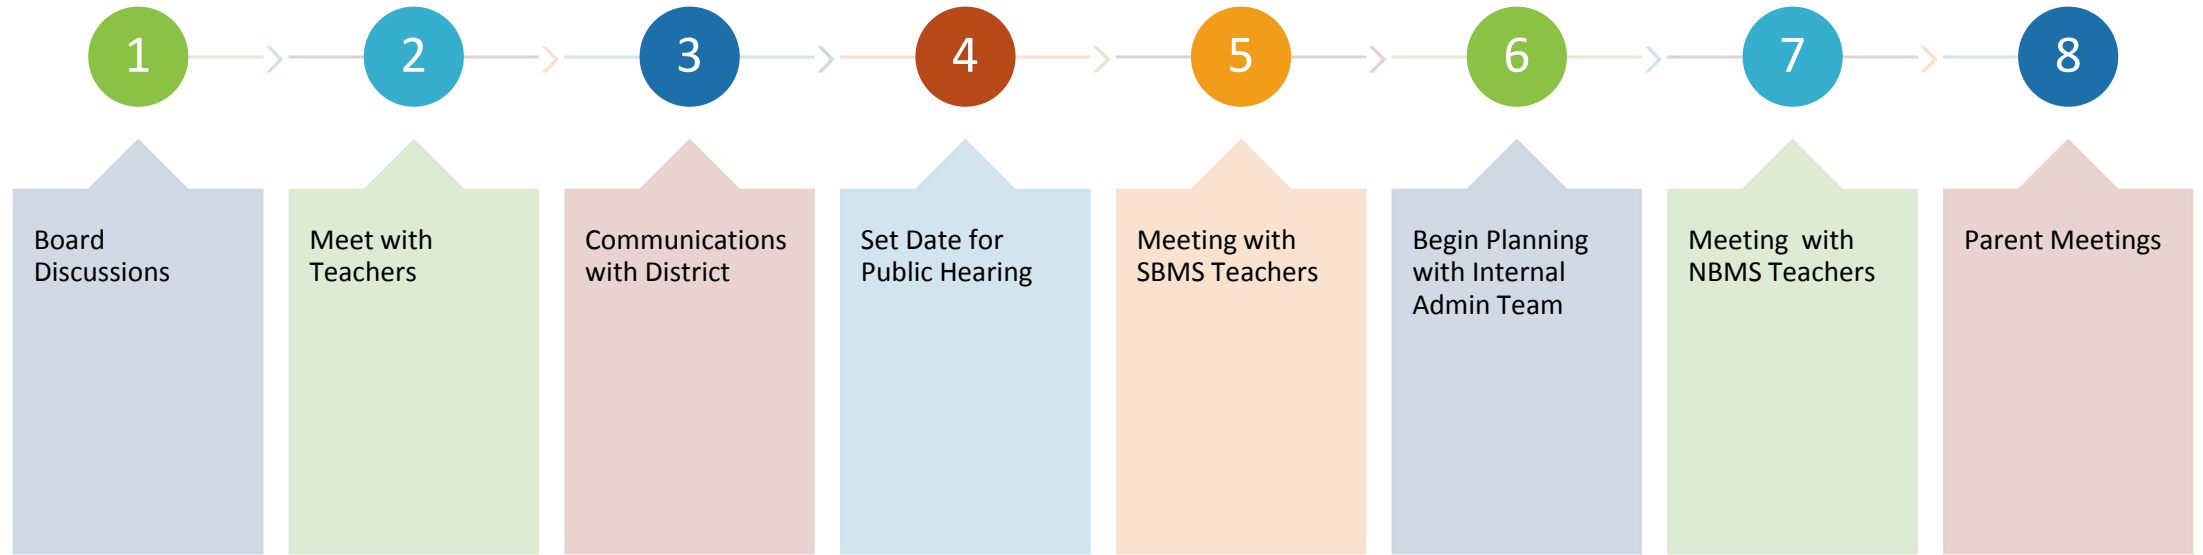 1
2
3
4
5
6
7
8
Board
Discussions
Meet with
Teachers
Communications
with District
Set Date for
Public Hearing
Meeting with
SBMS Teachers
Begin Planning
with Internal
Admin Team
Meeting  with
NBMS Teachers
Parent Meetings